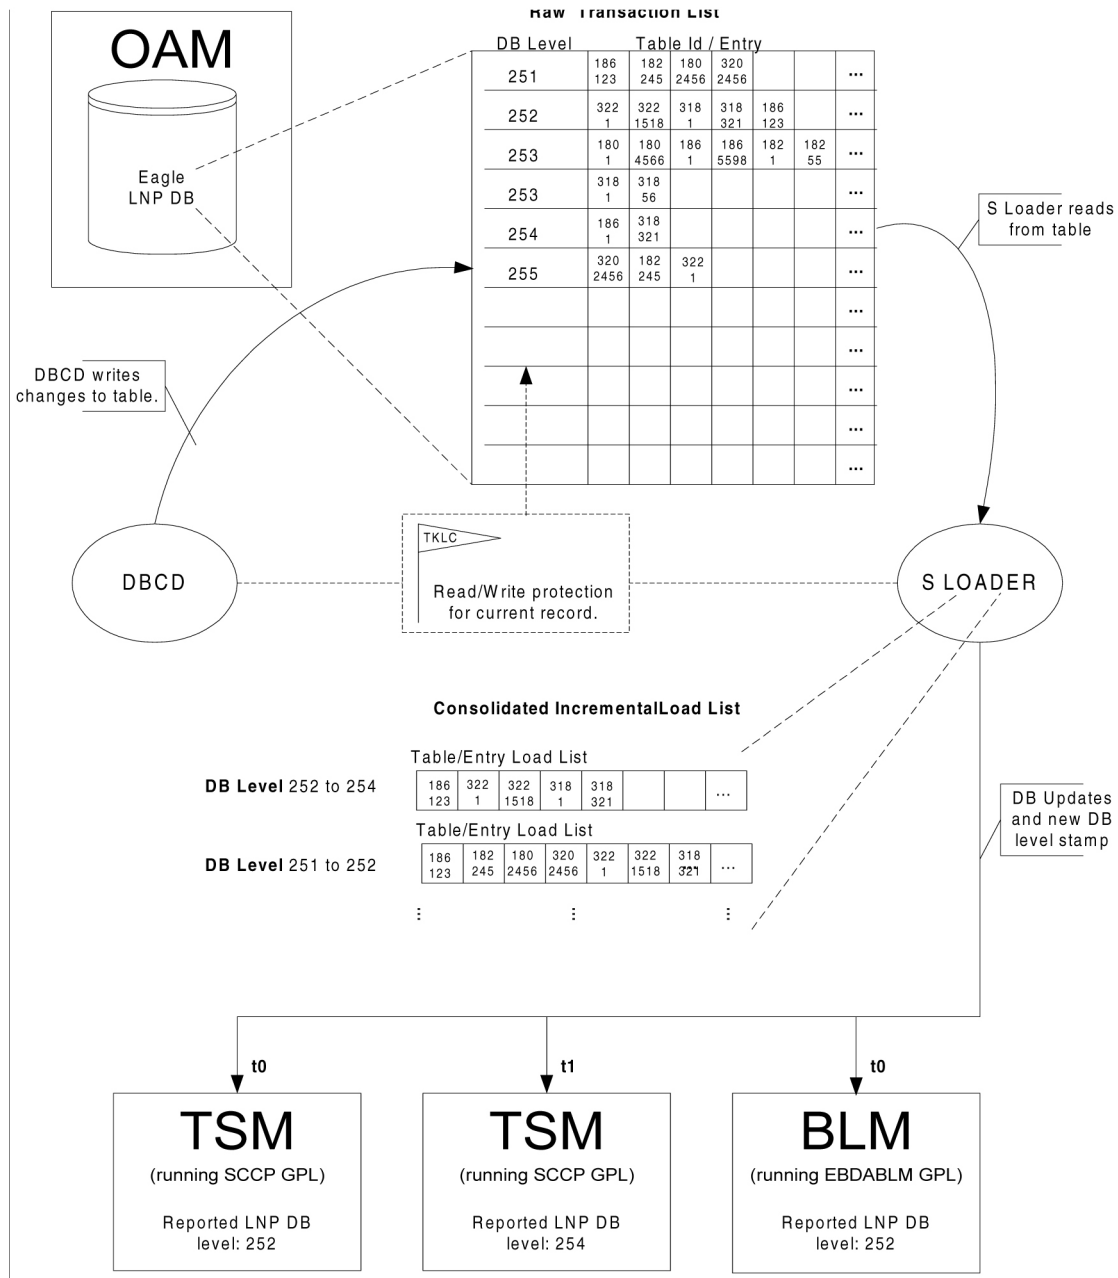 Raw Transaction List
OAM
DB Level Table Id / Entry
251 186 182 180 320 ...
123 245 2456 2456
252 322 322 318 318 186 ...
1 1518 1 321 123
253 180 180 186 186 182 182 ...
1 4566 1 5598 1 55
253 318 318 ...
1 56
254 186 318 ...
1 321
255 320 182 322 ...
2456 245 1
...
...
...
...
...
Eagle
LNP DB
S Loader reads
from table
DBCD writes
changes to table.
TKLC
DBCD
Read/Write protection
for current record.
S LOADER
Consolidated IncrementalLoad List
Table/Entry Load List
DB Level 252 to 254
186 322 322 318 318 ...
123 1 1518 1 321
Table/Entry Load List
DB Level 251 to 252
186 182 180 320 322 322 318 ...
123 245 2456 2456 1 1518 321
... ... ...
DB Updates
and new DB
level stamp
t0 t1 t0
TSM
(running SCCP GPL)
Reported LNP DB
level: 252
TSM
(running SCCP GPL)
Reported LNP DB
level: 254
BLM
(running EBDABLM GPL)
Reported LNP DB
level: 252